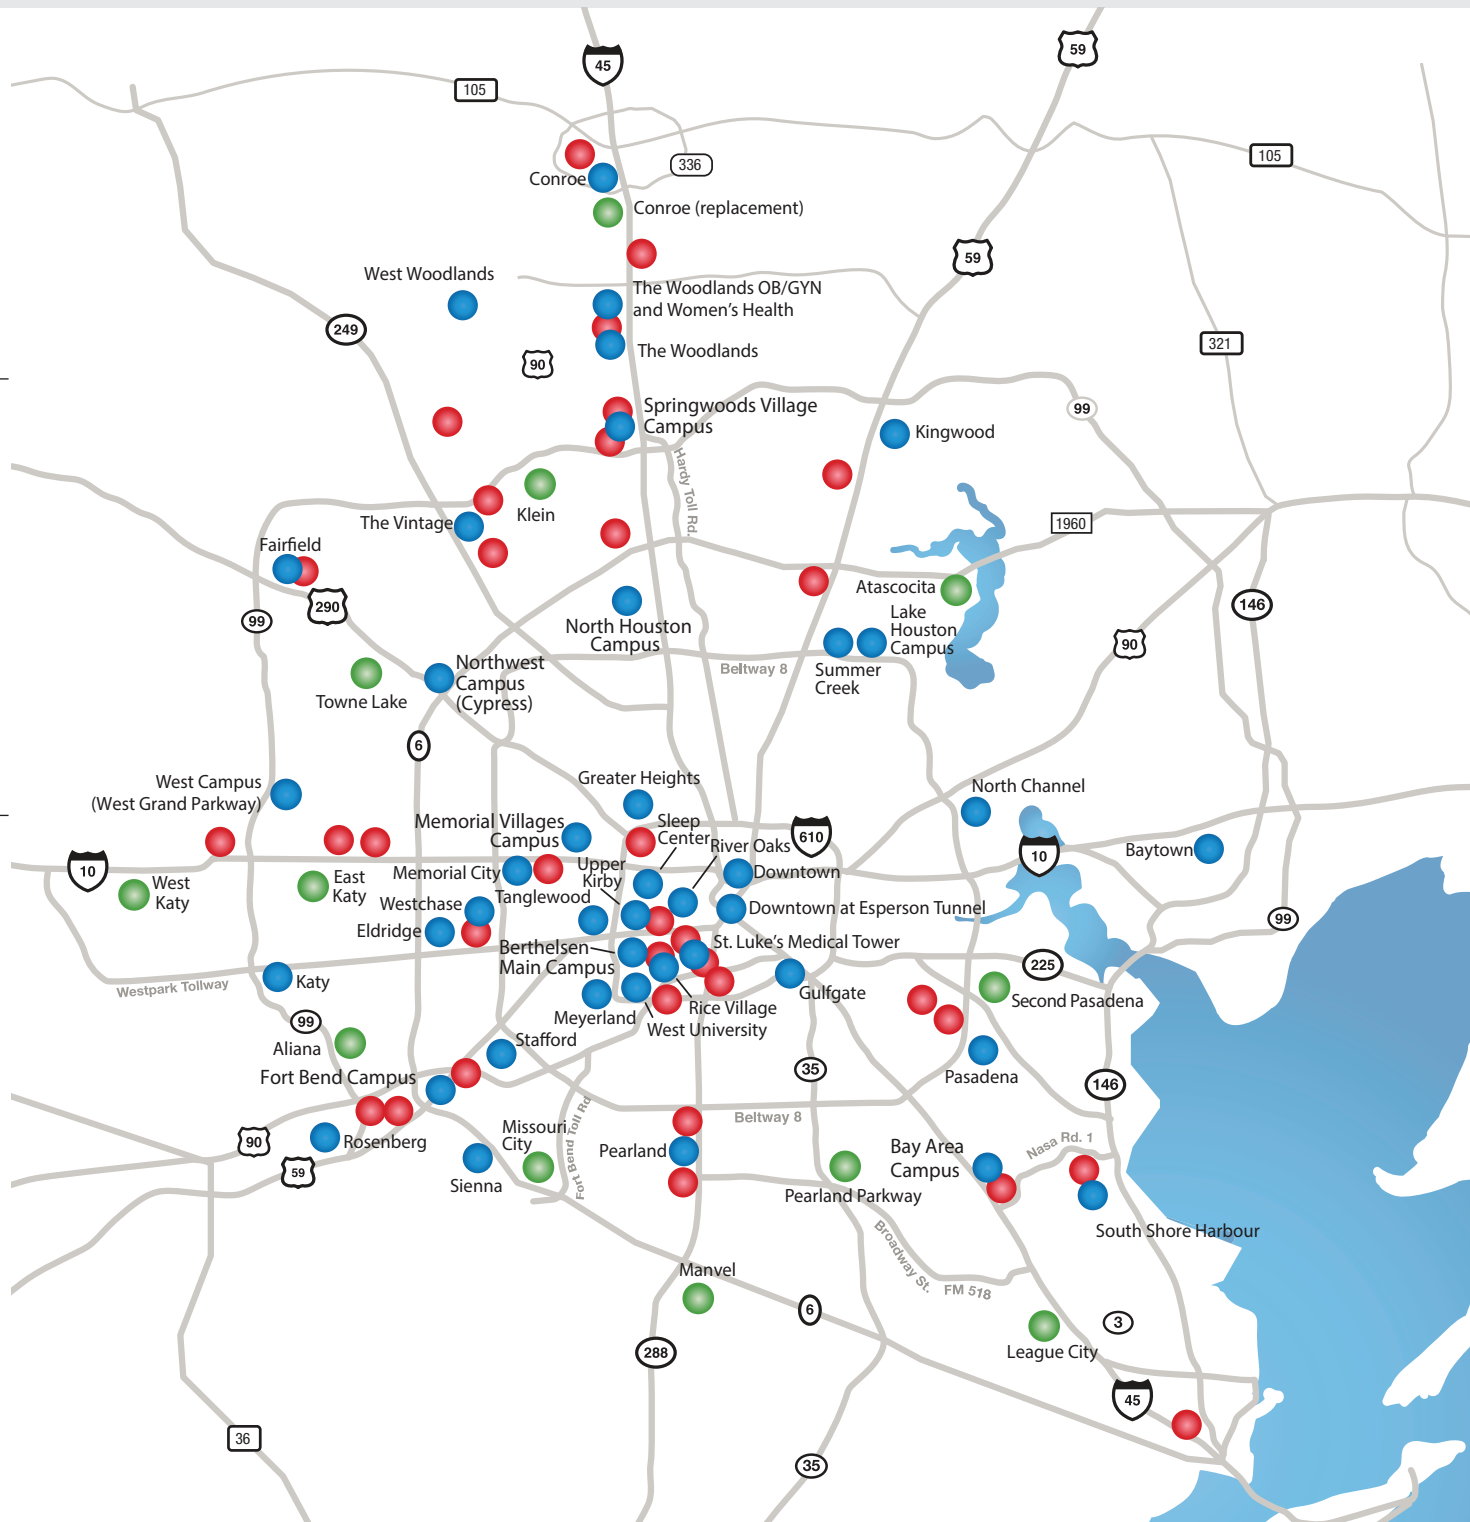 45
59
105
336
105
Conroe
Conroe (replacement)
59
West Woodlands
The Woodlands OB/GYN
and Women's Health
249
The Woodlands
321
90
Springwoods Village
Campus
99
Kingwood
Hardy Toll Rd.
Klein
The Vintage
1960
Fairfield
290
99
Atascocita
146
Lake
Houston
Campus
North Houston
Campus
90
Beltway 8
Summer
Creek
Northwest
Campus
(Cypress)
Towne Lake
6
West Campus
(West Grand Parkway)
Greater Heights
North Channel
Memorial Villages
Campus
Sleep
Center
610
River Oaks
10
Baytown
10
Memorial City
Upper
Kirby
Downtown
West
Katy
East
Katy
Tanglewood
Westchase
Downtown at Esperson Tunnel
99
Eldridge
Berthelsen
Main Campus
St. Luke's Medical Tower
225
Westpark Tollway
Katy
Gulfgate
Second Pasadena
Meyerland
Rice Village
West University
99
Aliana
Stafford
35
Fort Bend Campus
Pasadena
146
Beltway 8
Missouri
City
Fort Bend Toll Rd
90
Rosenberg
59
Pearland
Bay Area
Campus
Nasa Rd. 1
Sienna
Pearland Parkway
South Shore Harbour
Broadway St.
FM 518
Manvel
6
3
288
League City
45
36
35